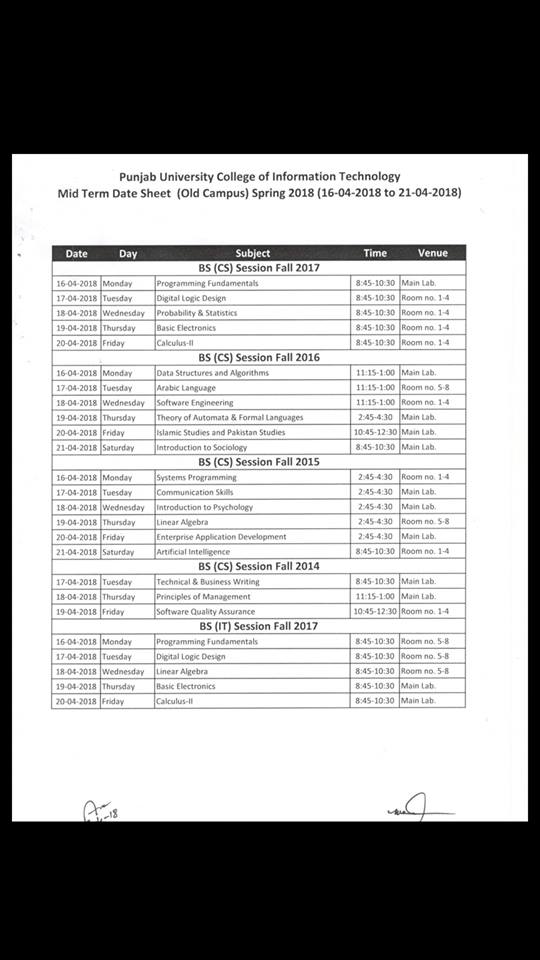 Punjab University College of Information Technology
Mid Term Date Sheet (Old Campus) Spring 2018 (16-04-2018 to 21-04-2018)
Date Day Subject Time Venue
BS (CS) Session Fall 2017
16-04-2018 Monday Programming Fundamentals 8:45-10:30 Main Lab.
17-04-2018 Tuesday Digital Logic Design 8:45-10:30 Room no. 1-4
18-04-2018 Wednesday Probability & Statistics 8:45-10:30 Room no. 1-4
19-04-2018 Thursday Basic Electronics 8:45-10:30 Room no. 1-4
20-04-2018 Friday Calculus-II 8:45-10:30 Room no. 1-4
BS (CS) Session Fall 2016
16-04-2018 Monday Data Structures and Algorithms 11:15-1:00 Main Lab.
17-04-2018 Tuesday Arabic Language 11:15-1:00 Room no. 5-8
18-04-2018 Wednesday Software Engineering 11:15-1:00 Room no. 1-4
19-04-2018 Thursday Theory of Automata & Formal Languages 2:45-4:30 Main Lab.
20-04-2018 Friday Islamic Studies and Pakistan Studies 10:45-12:30 Main Lab.
21-04-2018 Saturday Introduction to Sociology 8:45-10:30 Main Lab.
BS (CS) Session Fall 2015
16-04-2018 Monday Systems Programming 2:45-4:30 Room no. 1-4
17-04-2018 Tuesday Communication Skills 2:45-4:30 Main Lab.
18-04-2018 Wednesday Introduction to Psychology 2:45-4:30 Main Lab.
19-04-2018 Thursday Linear Algebra 2:45-4:30 Room no. 5-8
20-04-2018 Friday Enterprise Application Development 2:45-4:30 Main Lab.
21-04-2018 Saturday Artificial Intelligence 8:45-10:30 Room no. 1-4
BS (CS) Session Fall 2014
17-04-2018 Tuesday Technical & Business Writing 8:45-10:30 Main Lab.
18-04-2018 Thursday Principles of Management 11:15-1:00 Main Lab.
19-04-2018 Friday Software Quality Assurance 10:45-12:30 Room no. 1-4
BS (IT) Session Fall 2017
16-04-2018 Monday Programming Fundamentals 8:45-10:30 Room no. 5-8
17-04-2018 Tuesday Digital Logic Design 8:45-10:30 Room no. 5-8
18-04-2018 Wednesday Linear Algebra 8:45-10:30 Room no. 5-8
19-04-2018 Thursday Basic Electronics 8:45-10:30 Main Lab.
20-04-2018 Friday Calculus-II 8:45-10:30 Main Lab.